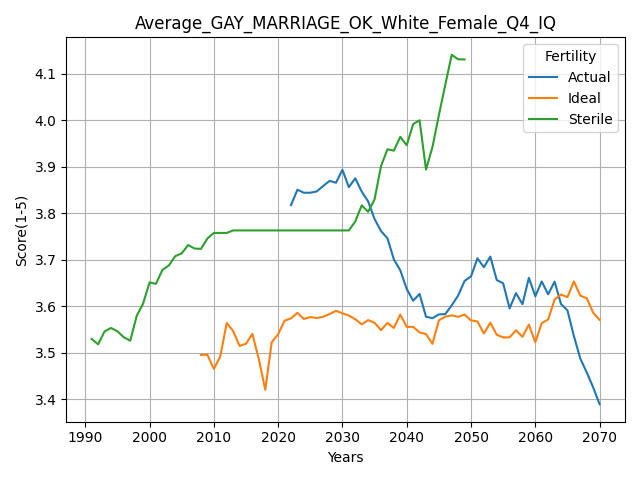 Average_GAY_MARRIAGE_OK_White_Female_Q4_IQ
Fertility
Actual
Ideal
Sterile
Score(1-5)
4.1
4.0
3.9
3.8
3.7
3.6
3.5
3.4
1990 2000 2010 2020 2030 2040 2050 2060 2070
Years